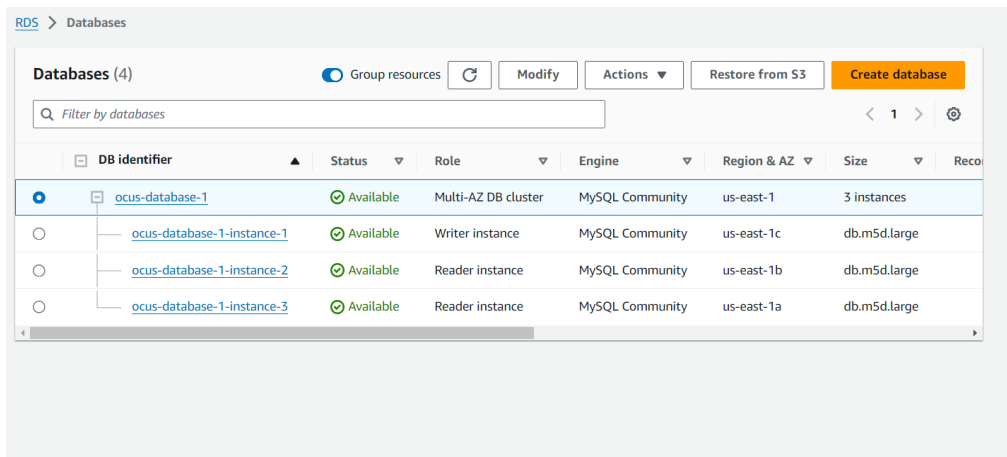 RDS > Databases
Databases (4) Group resources Modify Actions ▼ Restore from S3 Create database
Filter by databases < 1 >
DB identifier ▲ Status Role Engine Region & AZ Size
ocus-database-1 Available Multi-AZ DB cluster MySQL Community us-east-1 3 instances
ocus-database-1-instance-1 Available Writer instance MySQL Community us-east-1c db.m5d.large
ocus-database-1-instance-2 Available Reader instance MySQL Community us-east-1b db.m5d.large
ocus-database-1-instance-3 Available Reader instance MySQL Community us-east-1a db.m5d.large